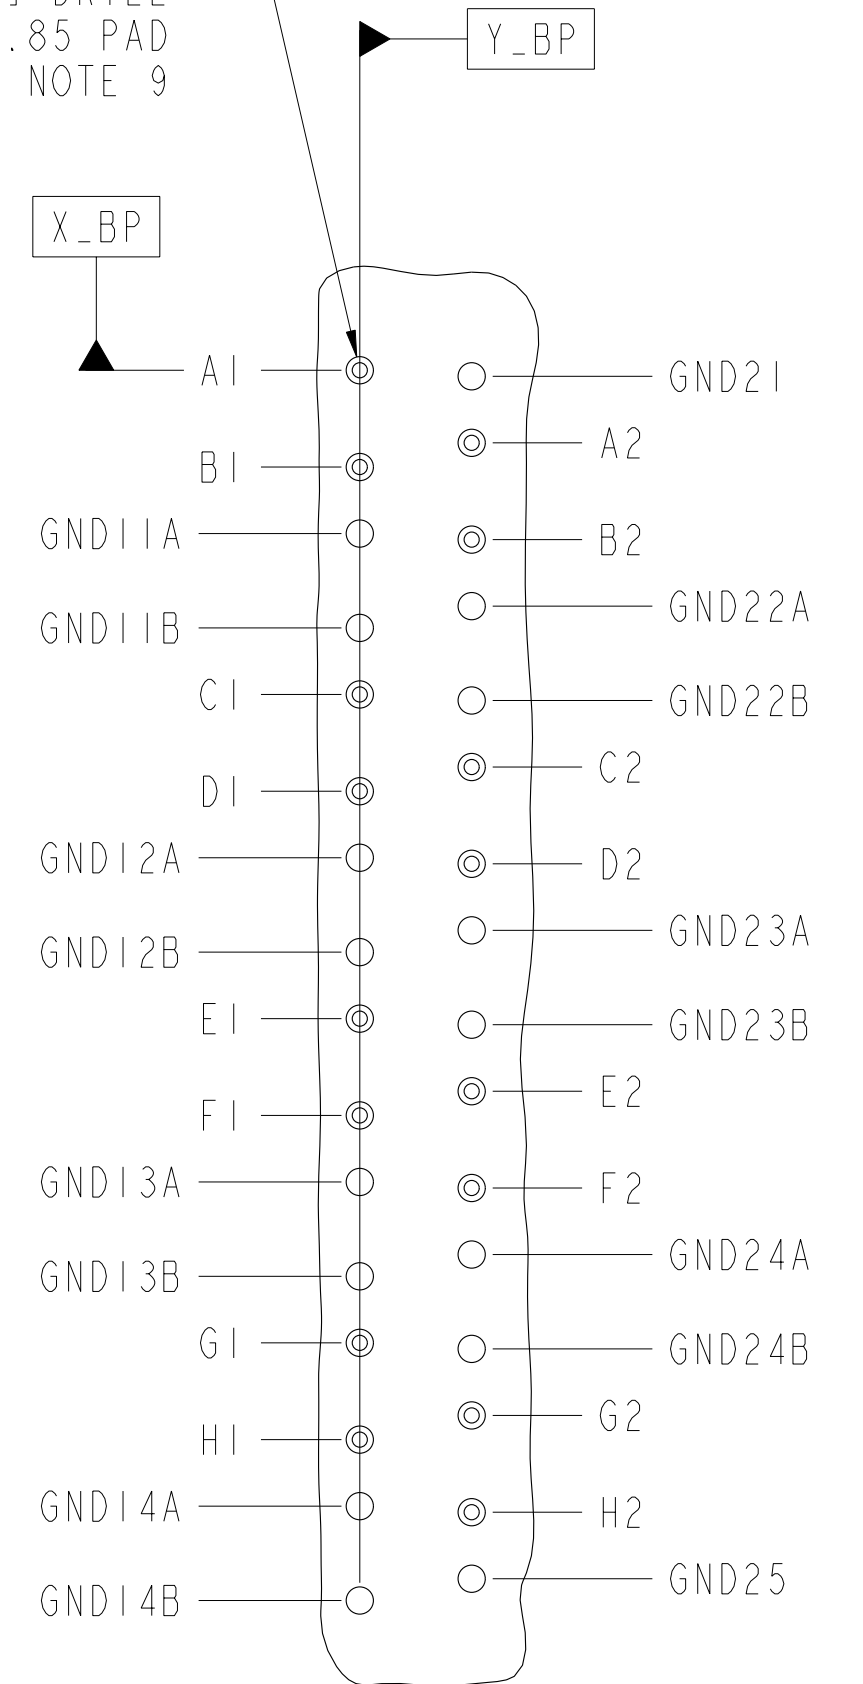 .85 PAD
NOTE 9
Y_BP
X_BP
A1
GND21
A2
B1
GND11A
B2
GND22A
GND11B
C1
GND22B
C2
D1
GND12A
D2
GND23A
GND12B
E1
GND23B
E2
F1
GND13A
F2
GND24A
GND13B
G1
GND24B
G2
H1
GND14A
H2
GND25
GND14B